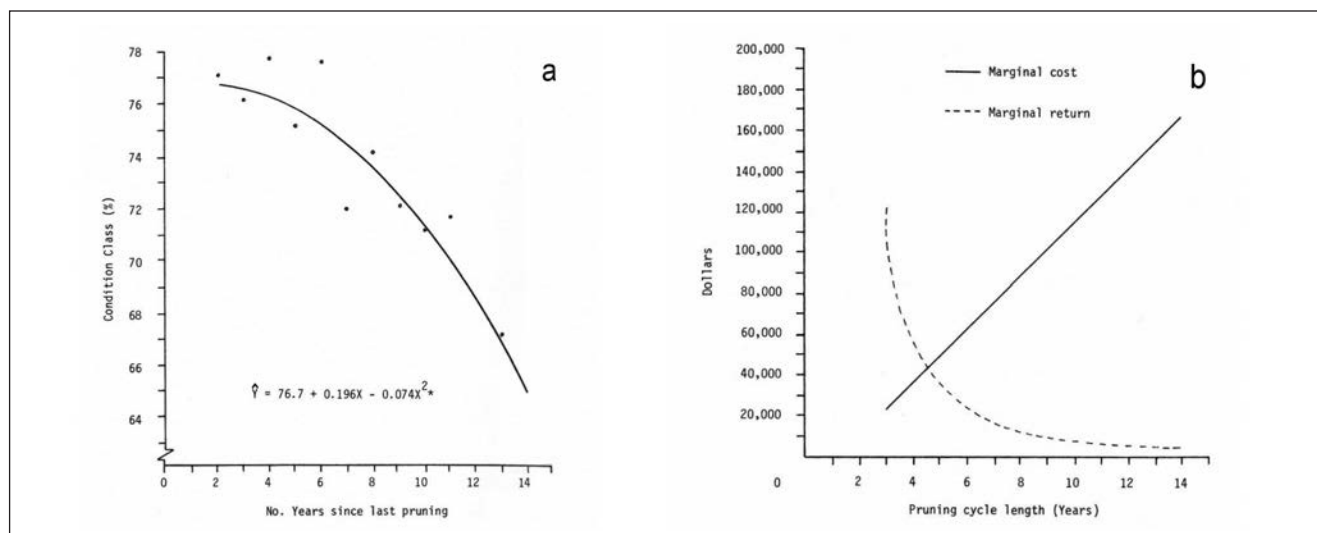 a
78
76
74
72
70
68
66
64
Condition Class (%)
Ŷ = 76.7 + 0.196X - 0.074X²*
0 2 4 6 8 10 12 14
No. Years since last pruning
b
200,000
180,000
160,000
140,000
120,000
100,000
80,000
60,000
40,000
20,000
Dollars
Marginal cost
Marginal return
0 2 4 6 8 10 12 14
Pruning cycle length (Years)